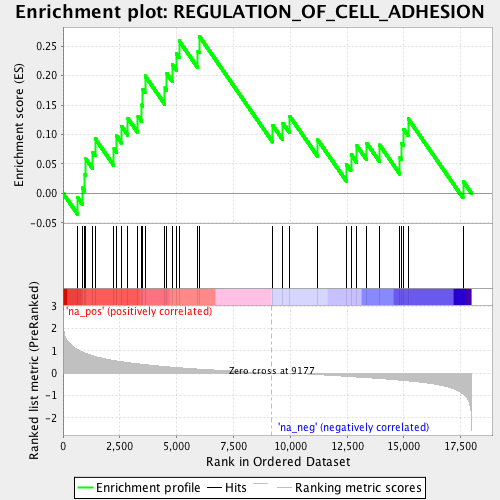 Enrichment plot: REGULATION_OF_CELL_ADHESION
Enrichment score (ES)
0.25
0.20
0.15
0.10
0.05
0.00
-0.05
Ranked list metric (PreRanked)
'na_pos' (positively correlated)
3
2
1
0
-1
-2
Zero cross at 9177
'na_neg' (negatively correlated)
0
2,500
5,000
7,500
10,000
12,500
15,000
17,500
Rank in Ordered Dataset
Enrichment profile
Hits
Ranking metric scores